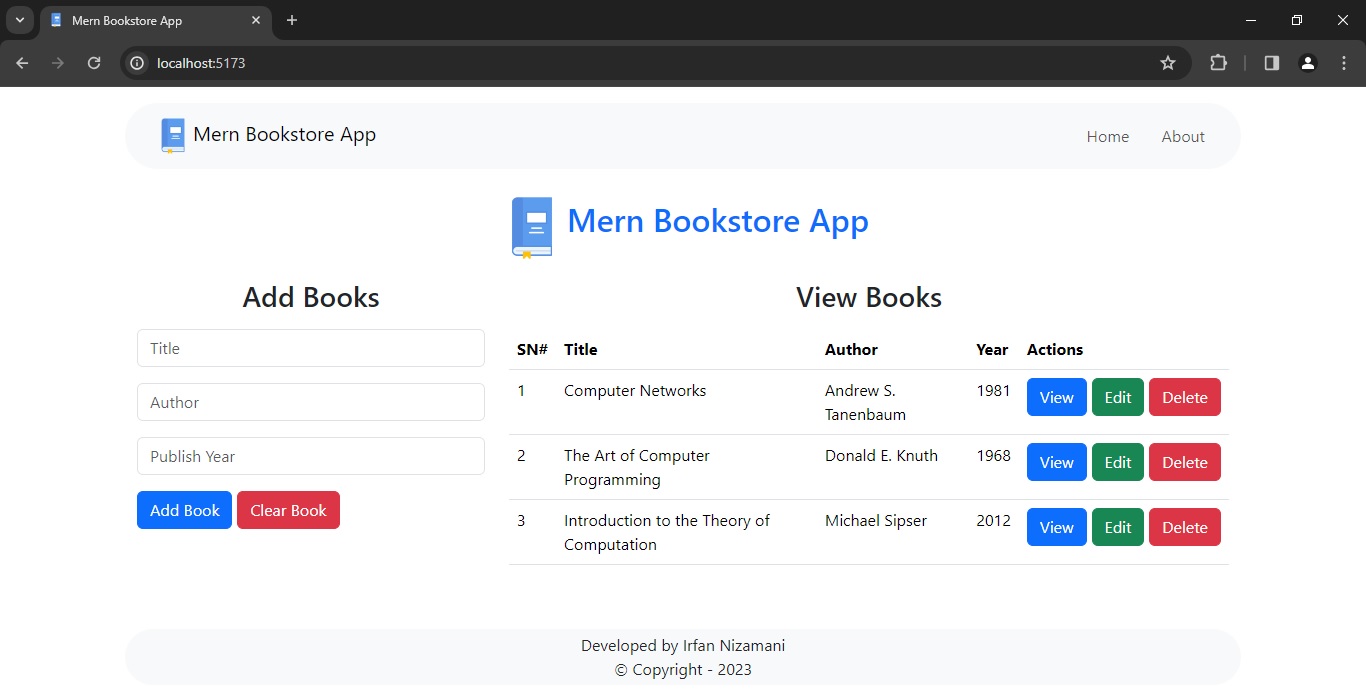 Mern Bookstore App
localhost:5173
Mern Bookstore App
Home About
Mern Bookstore App
Add Books
Title
Author
Publish Year
Add Book Clear Book
View Books
SN# Title Author Year Actions
1 Computer Networks Andrew S. 1981 View Edit Delete
Tanenbaum
2 The Art of Computer Donald E. Knuth 1968 View Edit Delete
Programming
3 Introduction to the Theory of Michael Sipser 2012 View Edit Delete
Computation
Developed by Irfan Nizamani
© Copyright - 2023